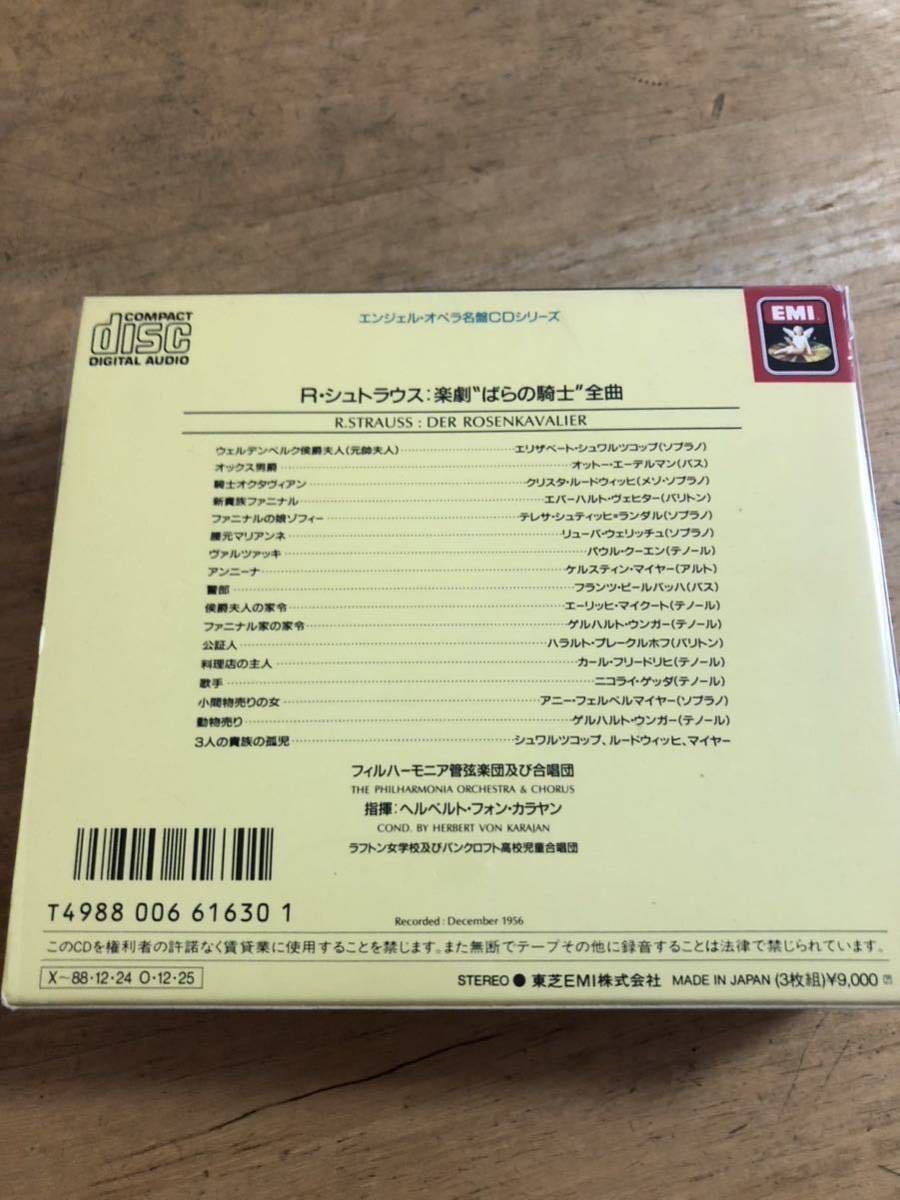 COMPACT
disc
DIGITAL AUDIO
エンジェル・オペラ名盤CDシリーズ
EMI
R・シュトラウス:楽劇“ばらの騎士”全曲
R.STRAUSS : DER ROSENKAVALIER
ウェルデンベルク侯爵夫人(元帥夫人)……エリザベート・シュワルツコップ(ソプラノ)
オックス男爵……オットー・エーデルマン(バス)
騎士オクタヴィアン……クリスタ・ルードウィッヒ(メゾ・ソプラノ)
新貴族ファニナル……エバーハルト・ヴェヒター(バリトン)
ファニナルの娘ゾフィー……テレサ・シュティッヒ=ランダル(ソプラノ)
腰元マリアンネ……リューバ・ウェリッチュ(ソプラノ)
ヴァルツァッキ……パウル・クーエン(テノール)
アンニーナ……ケルスティン・マイヤー(アルト)
警部……フランツ・ビールバッハ(バス)
侯爵夫人の家令……エーリッヒ・マイクート(テノール)
ファニナル家の家令……ゲルハルト・ウンガー(テノール)
公証人……ハラルト・プレークルホフ(バリトン)
料理店の主人……カール・フリードリヒ(テノール)
歌手……ニコライ・ゲッダ(テノール)
小間物売りの女……アニー・フェルベルマイヤー(ソプラノ)
動物売り……ゲルハルト・ウンガー(テノール)
3人の貴族の孤児……シュワルツコップ、ルードウィッヒ、マイヤー
フィルハーモニア管弦楽団及び合唱団
THE PHILHARMONIA ORCHESTRA & CHORUS
指揮:ヘルベルト・フォン・カラヤン
COND. BY HERBERT VON KARAJAN
ラフトン女学校及びバンクロフト高校児童合唱団
T4988 006 61630 1
Recorded : December 1956
このCDを権利者の許諾なく賃貸業に使用することを禁じます。また無断でテープその他に録音することは法律で禁じられています。
X〜88・12・24 O・12・25
STEREO ● 東芝EMI株式会社 MADE IN JAPAN (3枚組)¥9,000